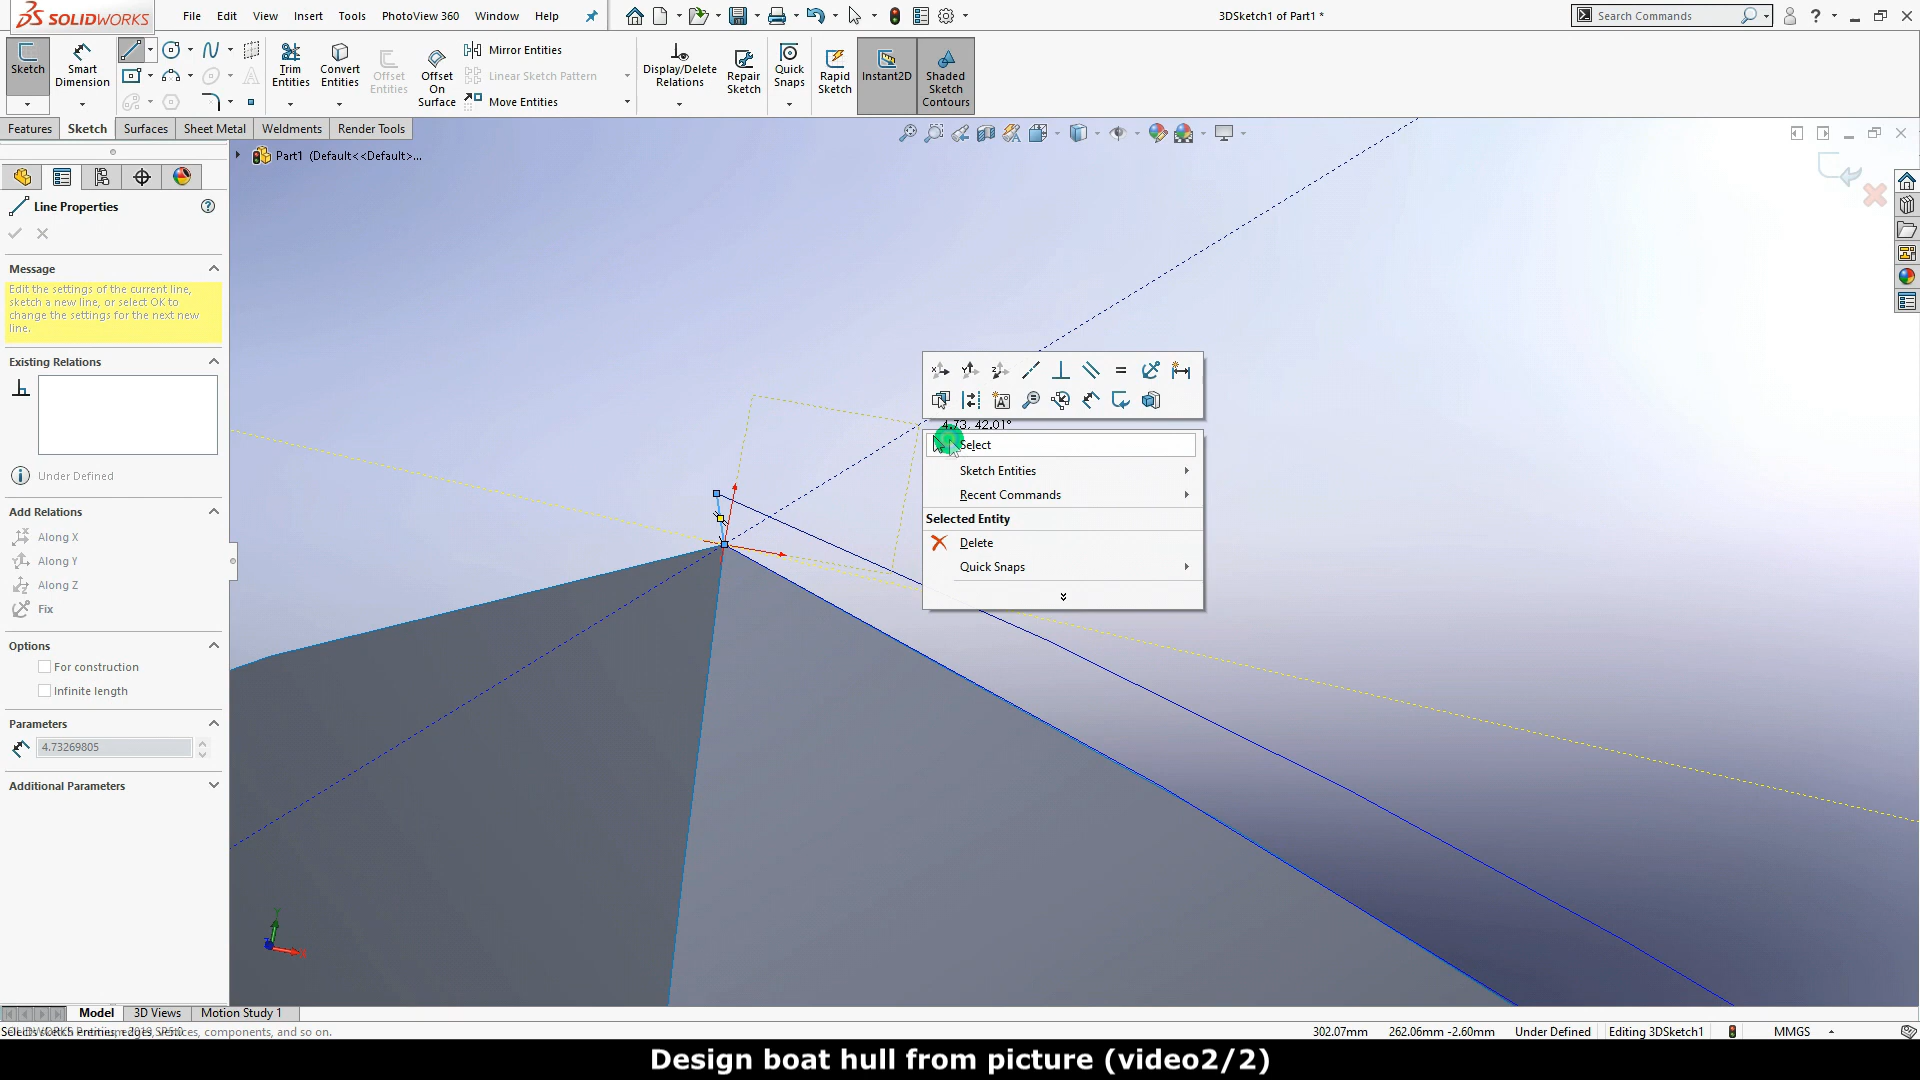 SOLIDWORKS
File Edit View Insert Tools PhotoView 360 Window Help
3DSketch1 of Part1 *
Search Commands
Sketch
Smart Dimension
Trim Entities
Convert Entities
Offset Entities
Offset On Surface
Mirror Entities
Linear Sketch Pattern
Move Entities
Display/Delete Relations
Repair Sketch
Quick Snaps
Rapid Sketch
Instant2D
Shaded Sketch Contours
Features Sketch Surfaces Sheet Metal Weldments Render Tools
Part1 (Default<<Default>...
Line Properties
Message
Edit the settings of the current line,
sketch a new line, or select OK to
change the settings for the next new
line.
Existing Relations
Under Defined
Add Relations
Along X
Along Y
Along Z
Fix
Options
For construction
Infinite length
Parameters
4.73269805
Additional Parameters
4.73, 42.01°
Select
Sketch Entities
Recent Commands
Selected Entity
Delete
Quick Snaps
Model 3D Views Motion Study 1
components, and so on.
302.07mm 262.06mm -2.60mm Under Defined Editing 3DSketch1 MMGS
Design boat hull from picture (video2/2)